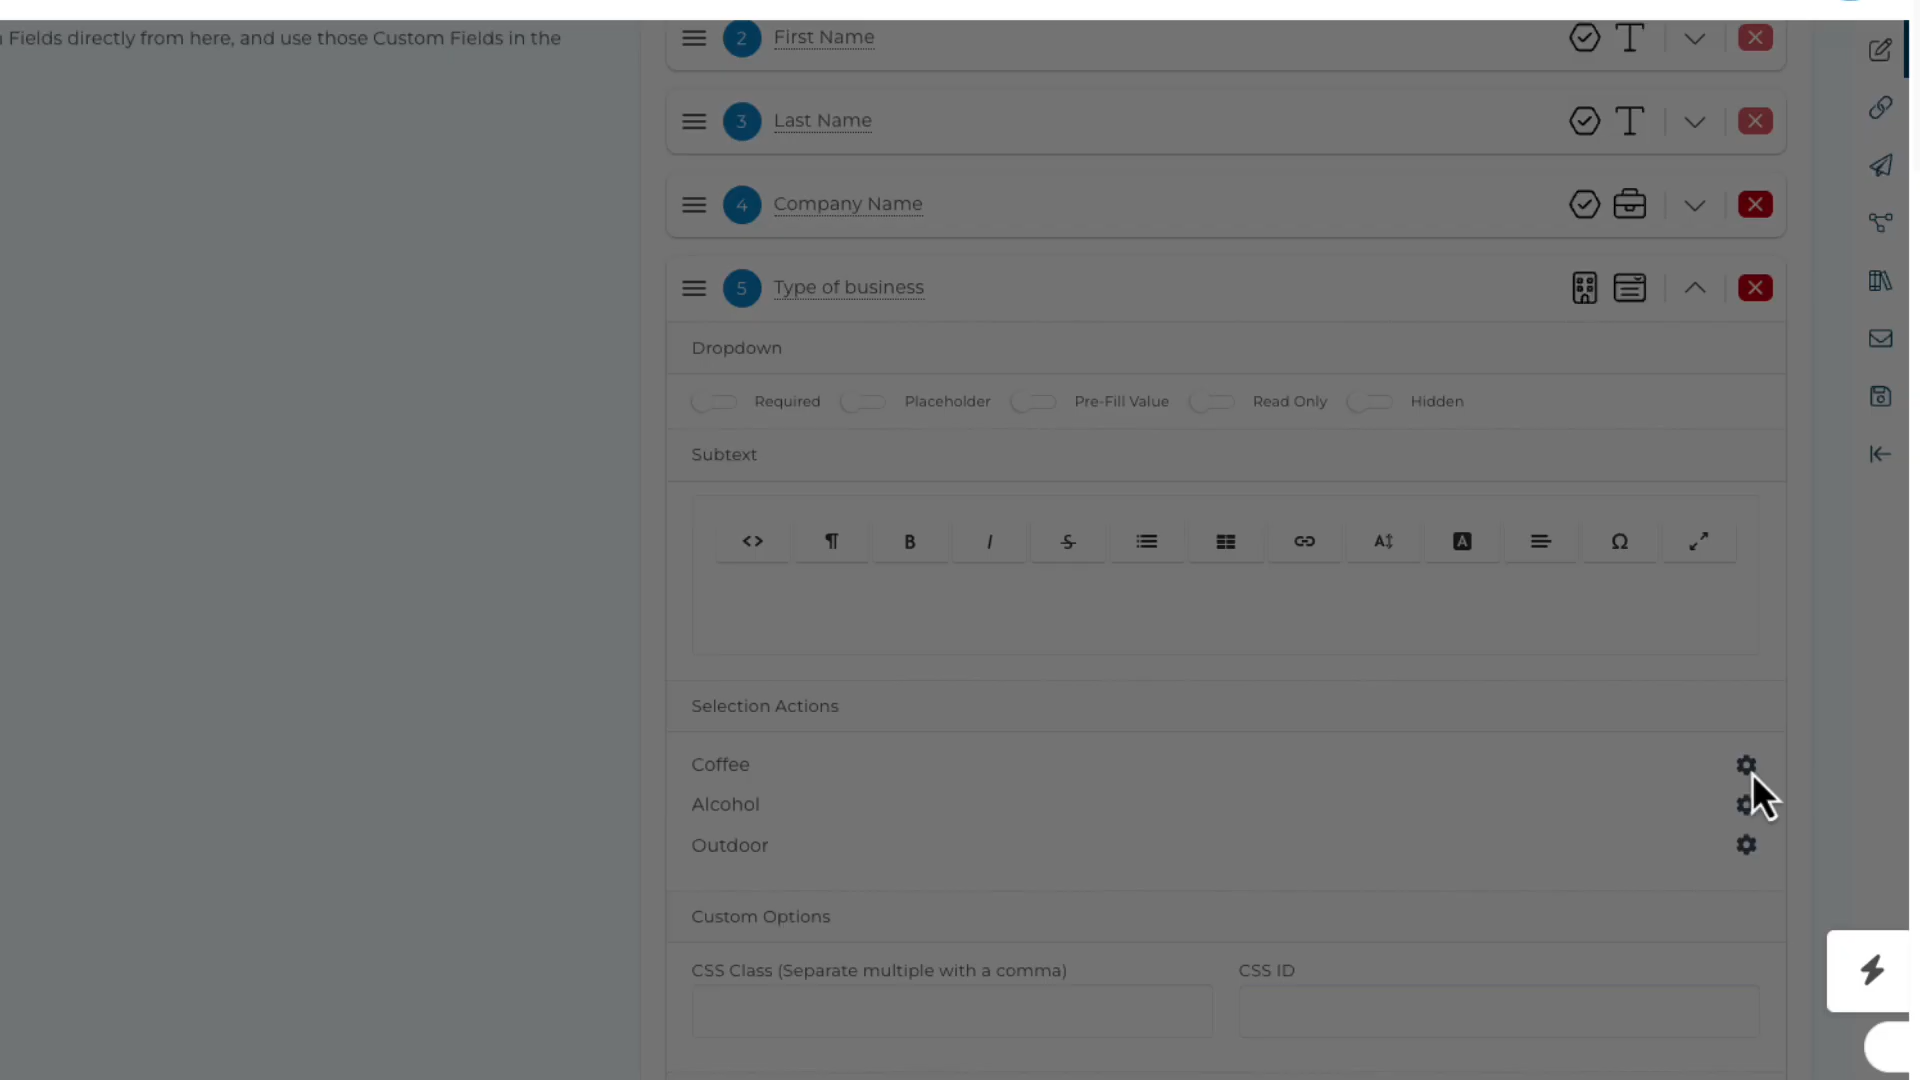 Fields directly from here, and use those Custom Fields in the
2 First Name
3 Last Name
4 Company Name
5 Type of business
Dropdown
Required Placeholder Pre-Fill Value Read Only Hidden
Subtext
Selection Actions
Coffee
Alcohol
Outdoor
Custom Options
CSS Class (Separate multiple with a comma) CSS ID